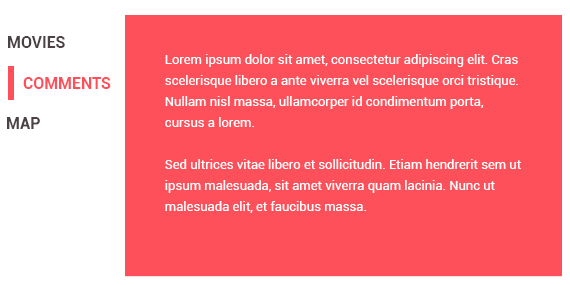 MOVIES
COMMENTS
MAP
Lorem ipsum dolor sit amet, consectetur adipiscing elit. Cras
scelerisque libero a ante viverra vel scelerisque orci tristique.
Nullam nisl massa, ullamcorper id condimentum porta,
cursus a lorem.
Sed ultrices vitae libero et sollicitudin. Etiam hendrerit sem ut
ipsum malesuada, sit amet viverra quam lacinia. Nunc ut
malesuada elit, et faucibus massa.